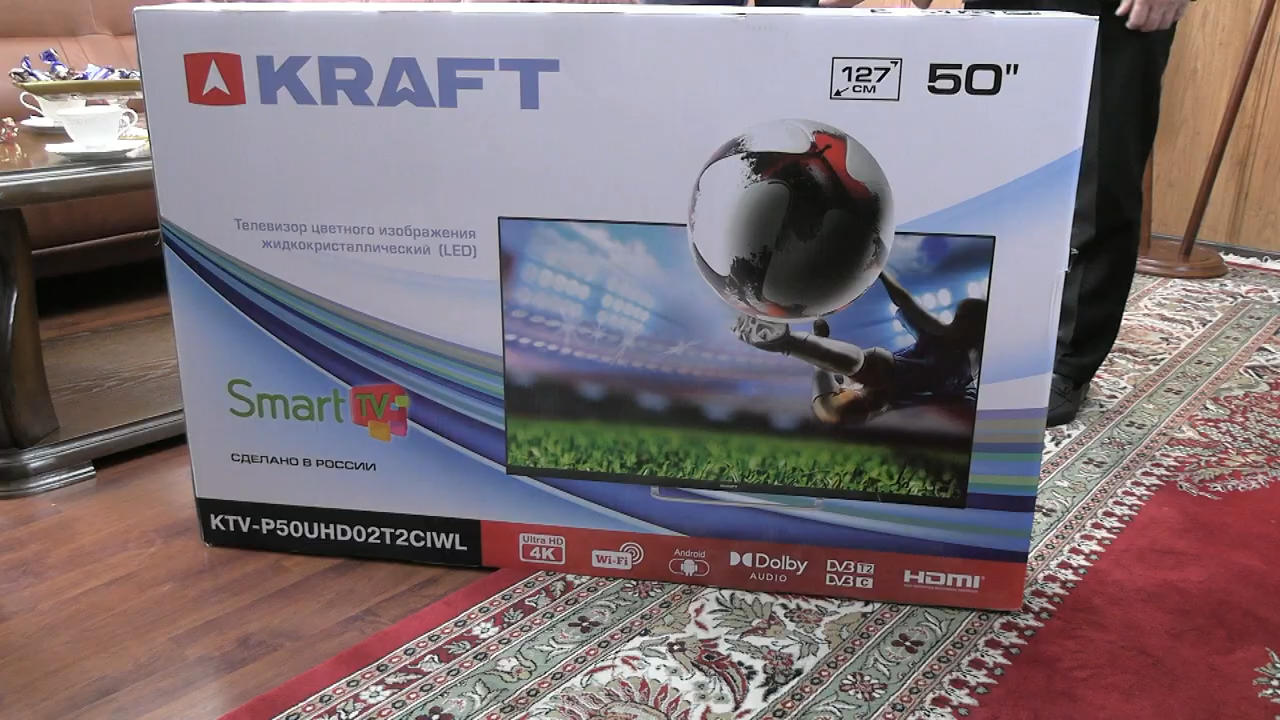 KRAFT
127
СМ
50"
Телевизор цветного изображения
жидкокристаллический (LED)
Smart TV
СДЕЛАНО В РОССИИ
KTV-P50UHD02T2CIWL
Ultra HD
4K
Wi-Fi
Android
Dolby
AUDIO
DVB T2
DVB C
HDMI